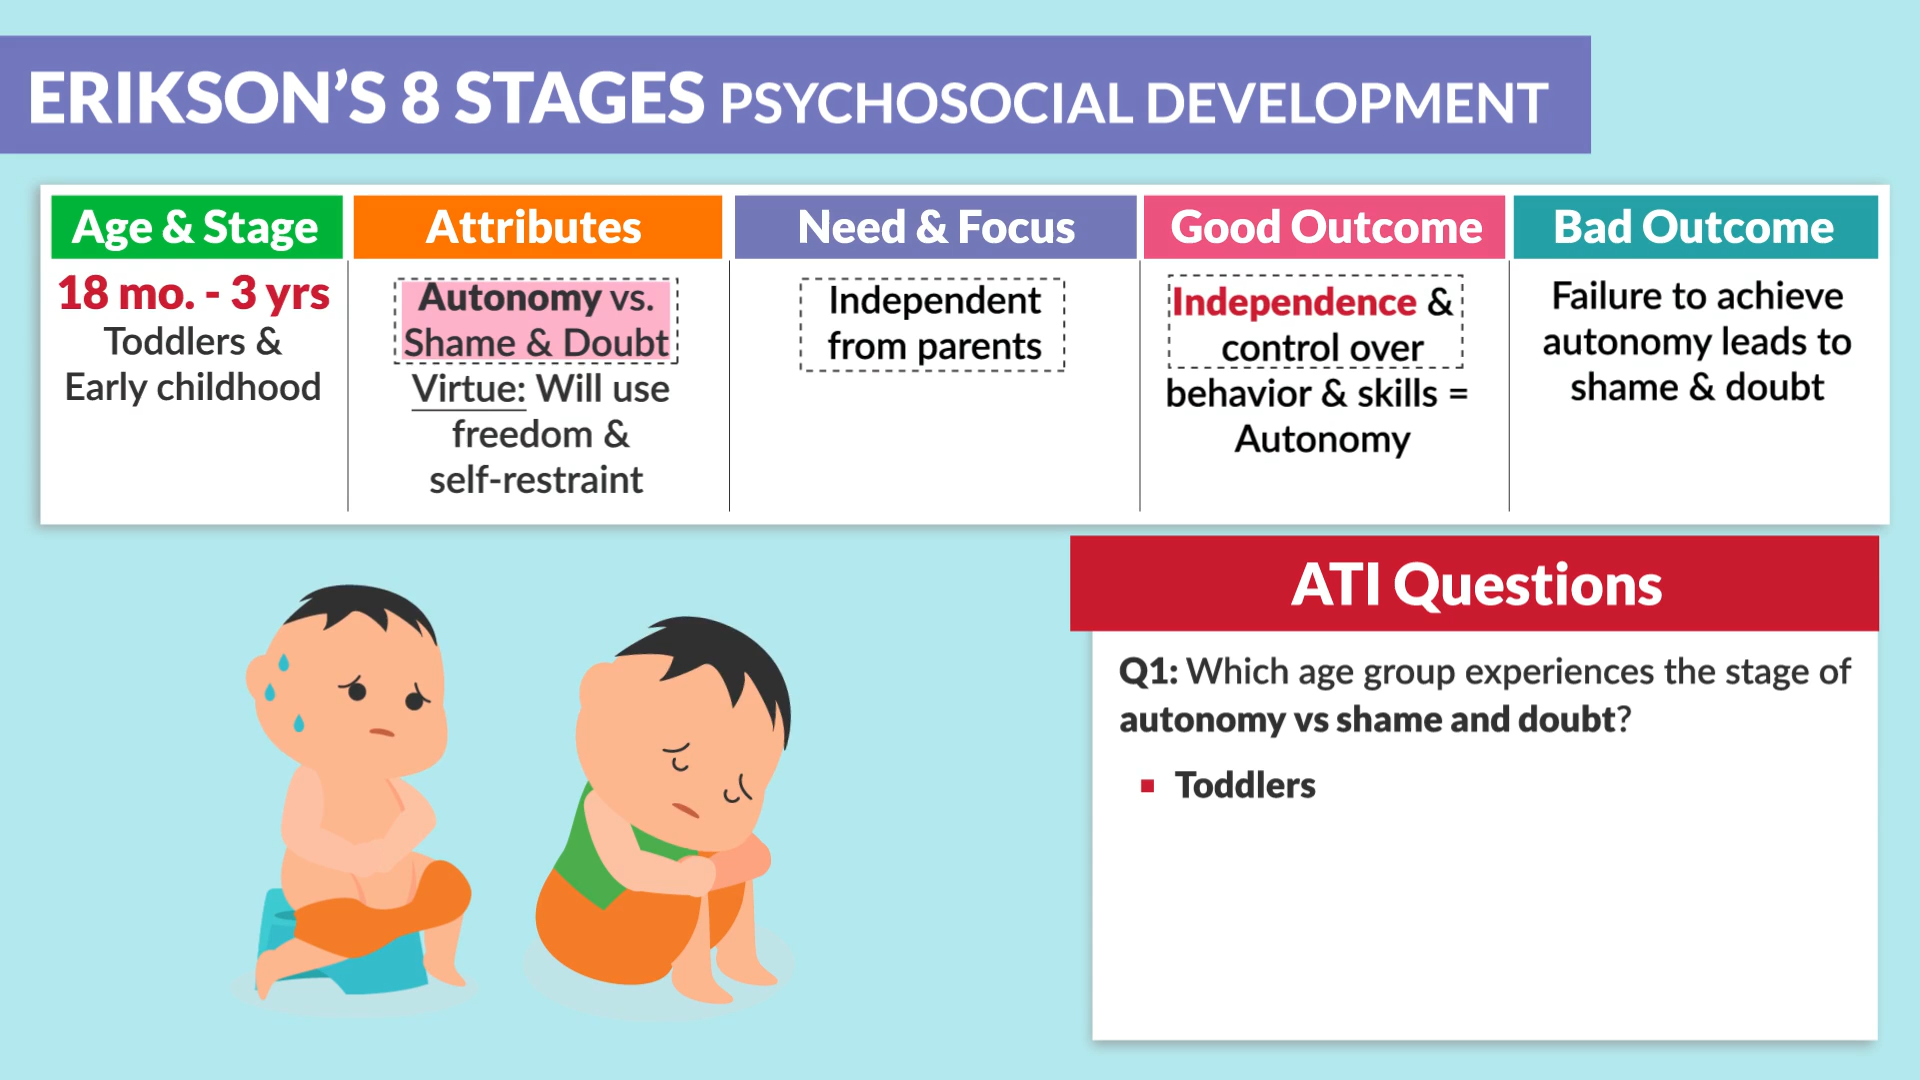 ERIKSON'S 8 STAGES PSYCHOSOCIAL DEVELOPMENT
Age & Stage
18 mo. - 3 yrs
Toddlers &
Early childhood
Attributes
Autonomy vs.
Shame & Doubt
Virtue: Will use
freedom &
self-restraint
Need & Focus
Independent
from parents
Good Outcome
Independence &
control over
behavior & skills =
Autonomy
Bad Outcome
Failure to achieve
autonomy leads to
shame & doubt
ATI Questions
Q1: Which age group experiences the stage of
autonomy vs shame and doubt?
▪ Toddlers